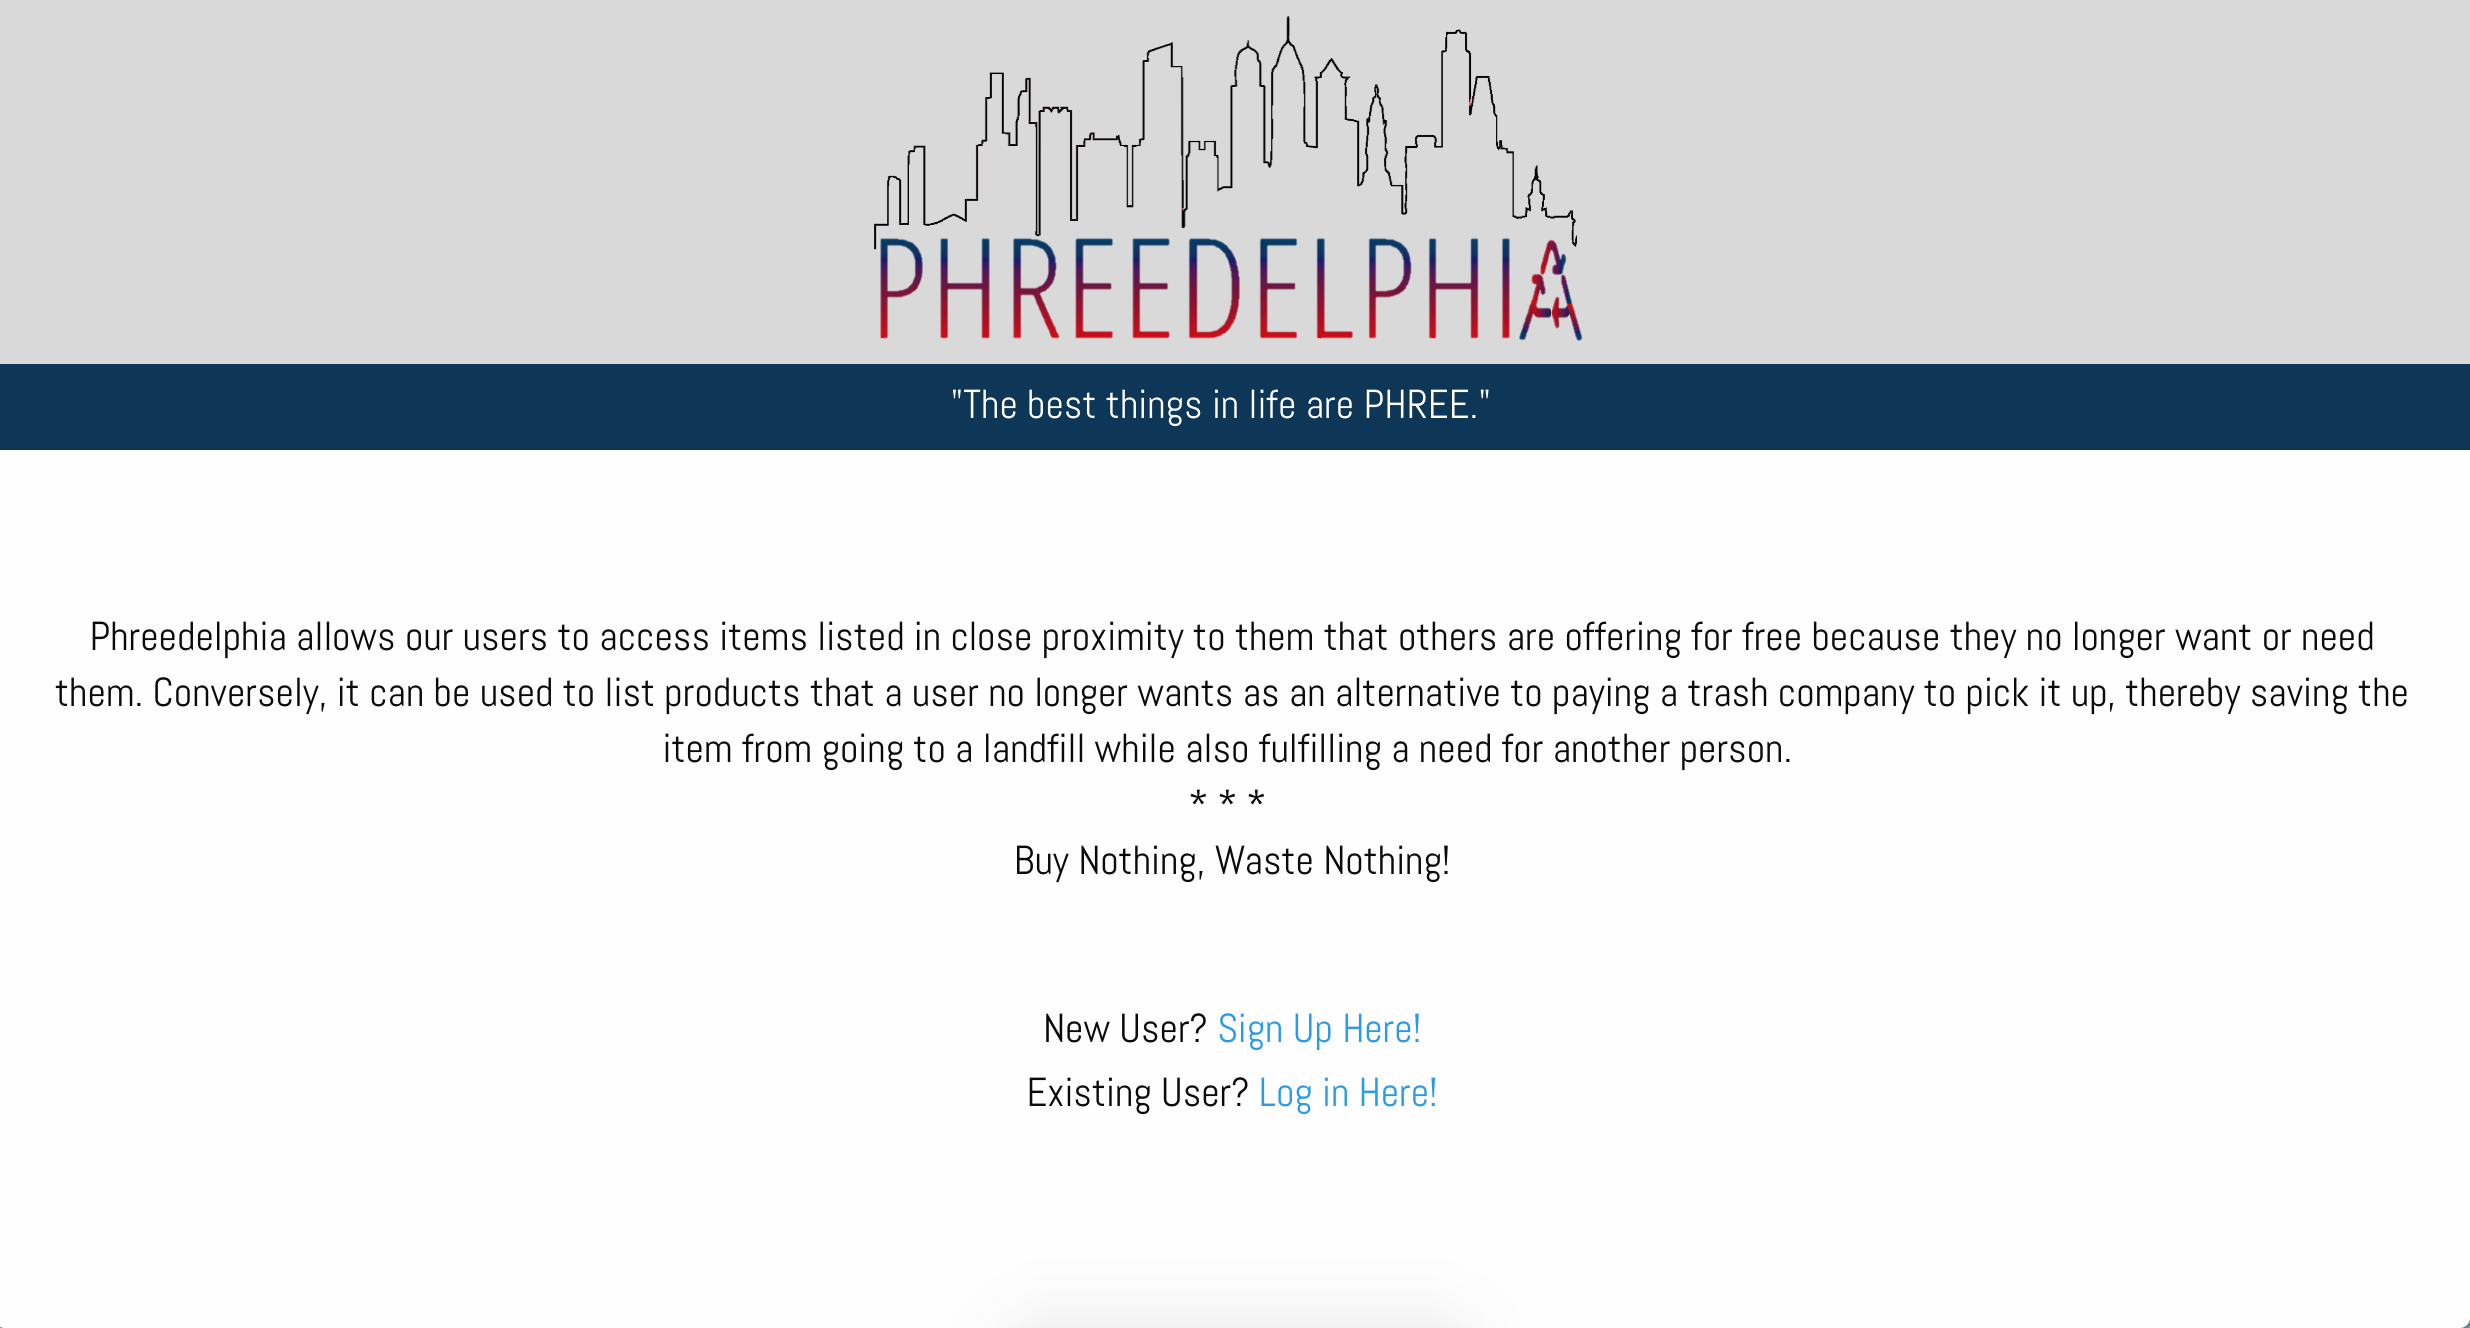 PHREEDELPHIA
"The best things in life are PHREE."
Phreedelphia allows our users to access items listed in close proximity to them that others are offering for free because they no longer want or need
them. Conversely, it can be used to list products that a user no longer wants as an alternative to paying a trash company to pick it up, thereby saving the
item from going to a landfill while also fulfilling a need for another person.
* * *
Buy Nothing, Waste Nothing!
New User? Sign Up Here!
Existing User? Log in Here!